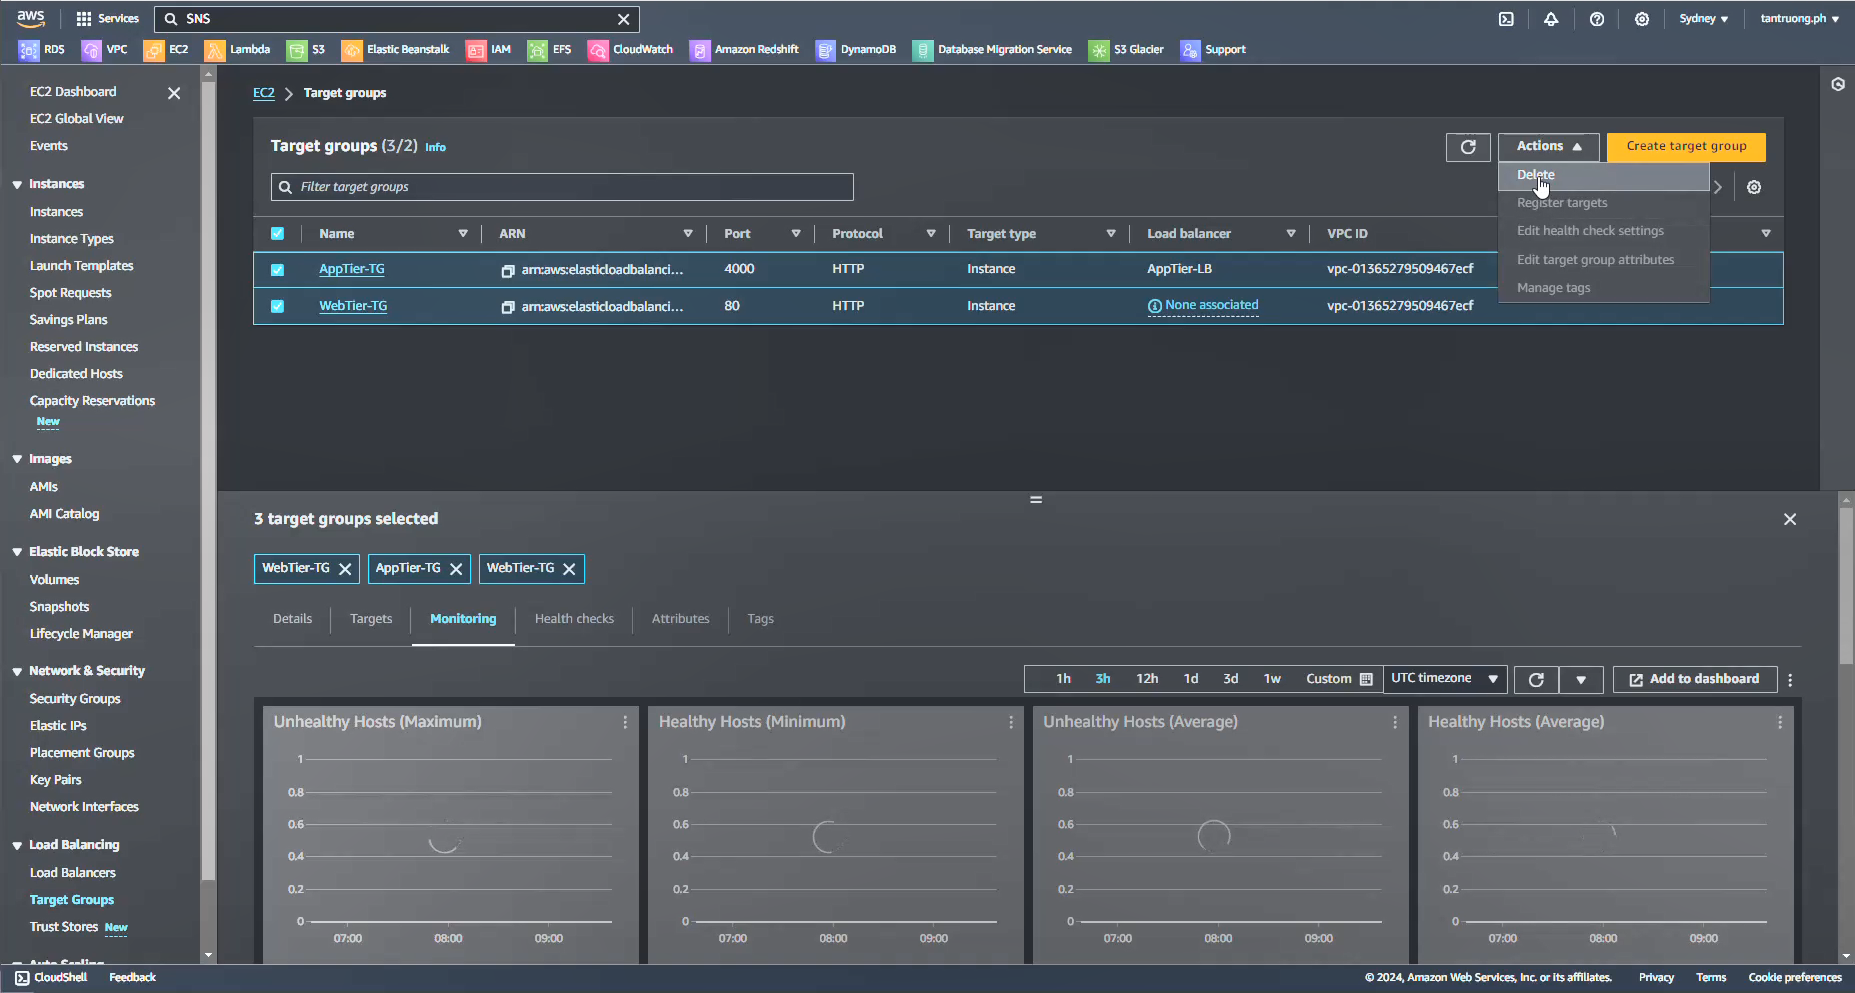 aws Services SNS Sydney tantruong.ph
RDS VPC EC2 Lambda S3 Elastic Beanstalk IAM EFS CloudWatch Amazon Redshift DynamoDB Database Migration Service S3 Glacier Support
EC2 Dashboard
EC2 Global View
Events
Instances
Instances
Instance Types
Launch Templates
Spot Requests
Savings Plans
Reserved Instances
Dedicated Hosts
Capacity Reservations
New
Images
AMIs
AMI Catalog
Elastic Block Store
Volumes
Snapshots
Lifecycle Manager
Network & Security
Security Groups
Elastic IPs
Placement Groups
Key Pairs
Network Interfaces
Load Balancing
Load Balancers
Target Groups
Trust Stores New
Auto Scaling
EC2 > Target groups
Target groups (3/2) Info
Actions
Create target group
Filter target groups
Delete
Register targets
Edit health check settings
Edit target group attributes
Manage tags
Name ARN Port Protocol Target type Load balancer VPC ID
AppTier-TG arn:aws:elasticloadbalanci... 4000 HTTP Instance AppTier-LB vpc-01365279509467ecf
WebTier-TG arn:aws:elasticloadbalanci... 80 HTTP Instance None associated vpc-01365279509467ecf
3 target groups selected
WebTier-TG AppTier-TG WebTier-TG
Details Targets Monitoring Health checks Attributes Tags
1h 3h 12h 1d 3d 1w Custom UTC timezone Add to dashboard
Unhealthy Hosts (Maximum)
1
0.8
0.6
0.4
0.2
0
07:00 08:00 09:00
Healthy Hosts (Minimum)
1
0.8
0.6
0.4
0.2
0
07:00 08:00 09:00
Unhealthy Hosts (Average)
1
0.8
0.6
0.4
0.2
0
07:00 08:00 09:00
Healthy Hosts (Average)
1
0.8
0.6
0.4
0.2
0
07:00 08:00 09:00
CloudShell Feedback © 2024, Amazon Web Services, Inc. or its affiliates. Privacy Terms Cookie preferences